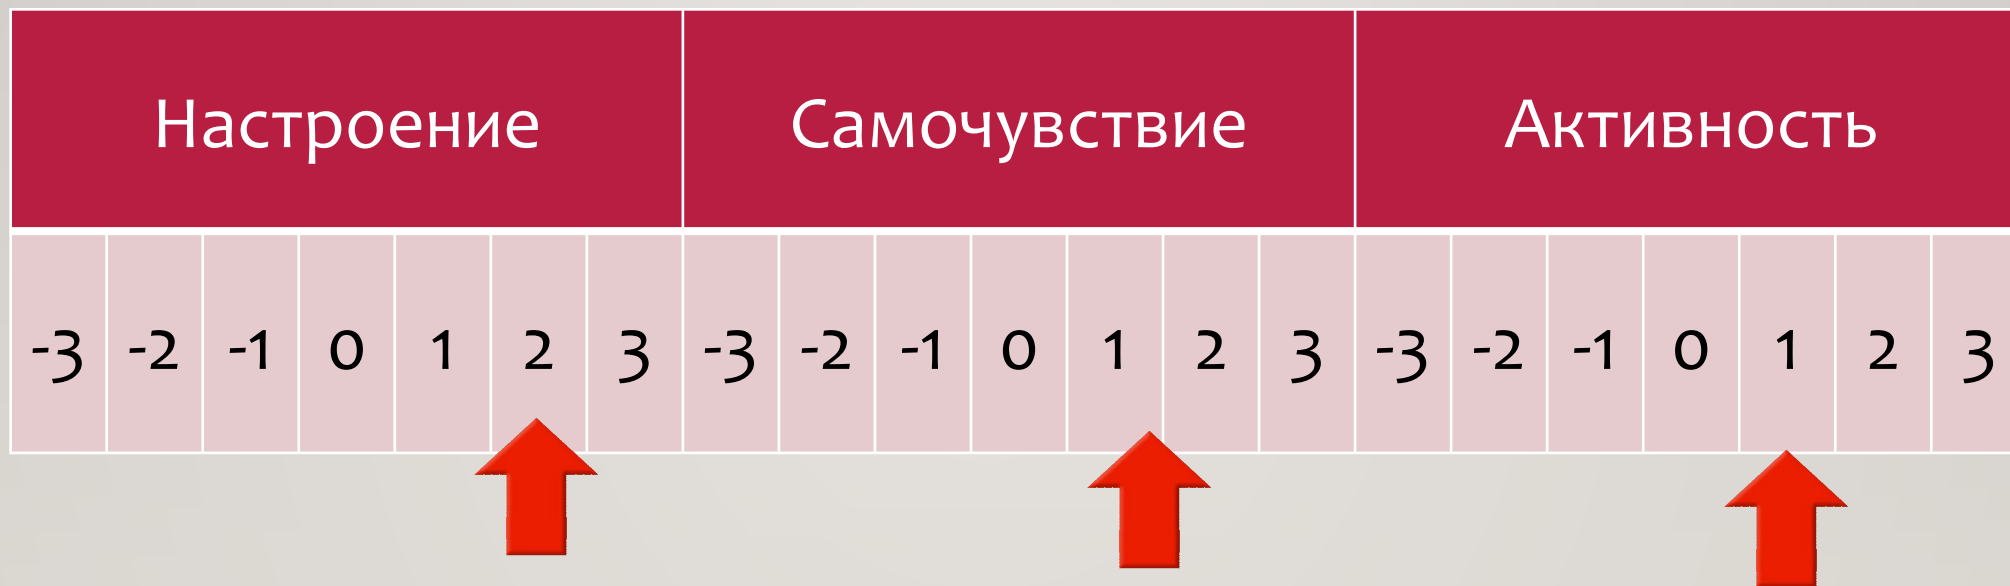 Настроение Самочувствие Активность
-3 -2 -1 0 1 2 3 -3 -2 -1 0 1 2 3 -3 -2 -1 0 1 2 3